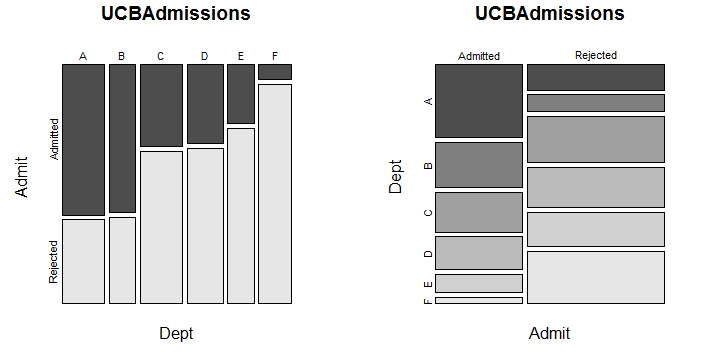 UCBAdmissions
A B C D E F
Admitted
Rejected
Admit
Dept
UCBAdmissions
Admitted Rejected
A
B
C
D
E
F
Dept
Admit